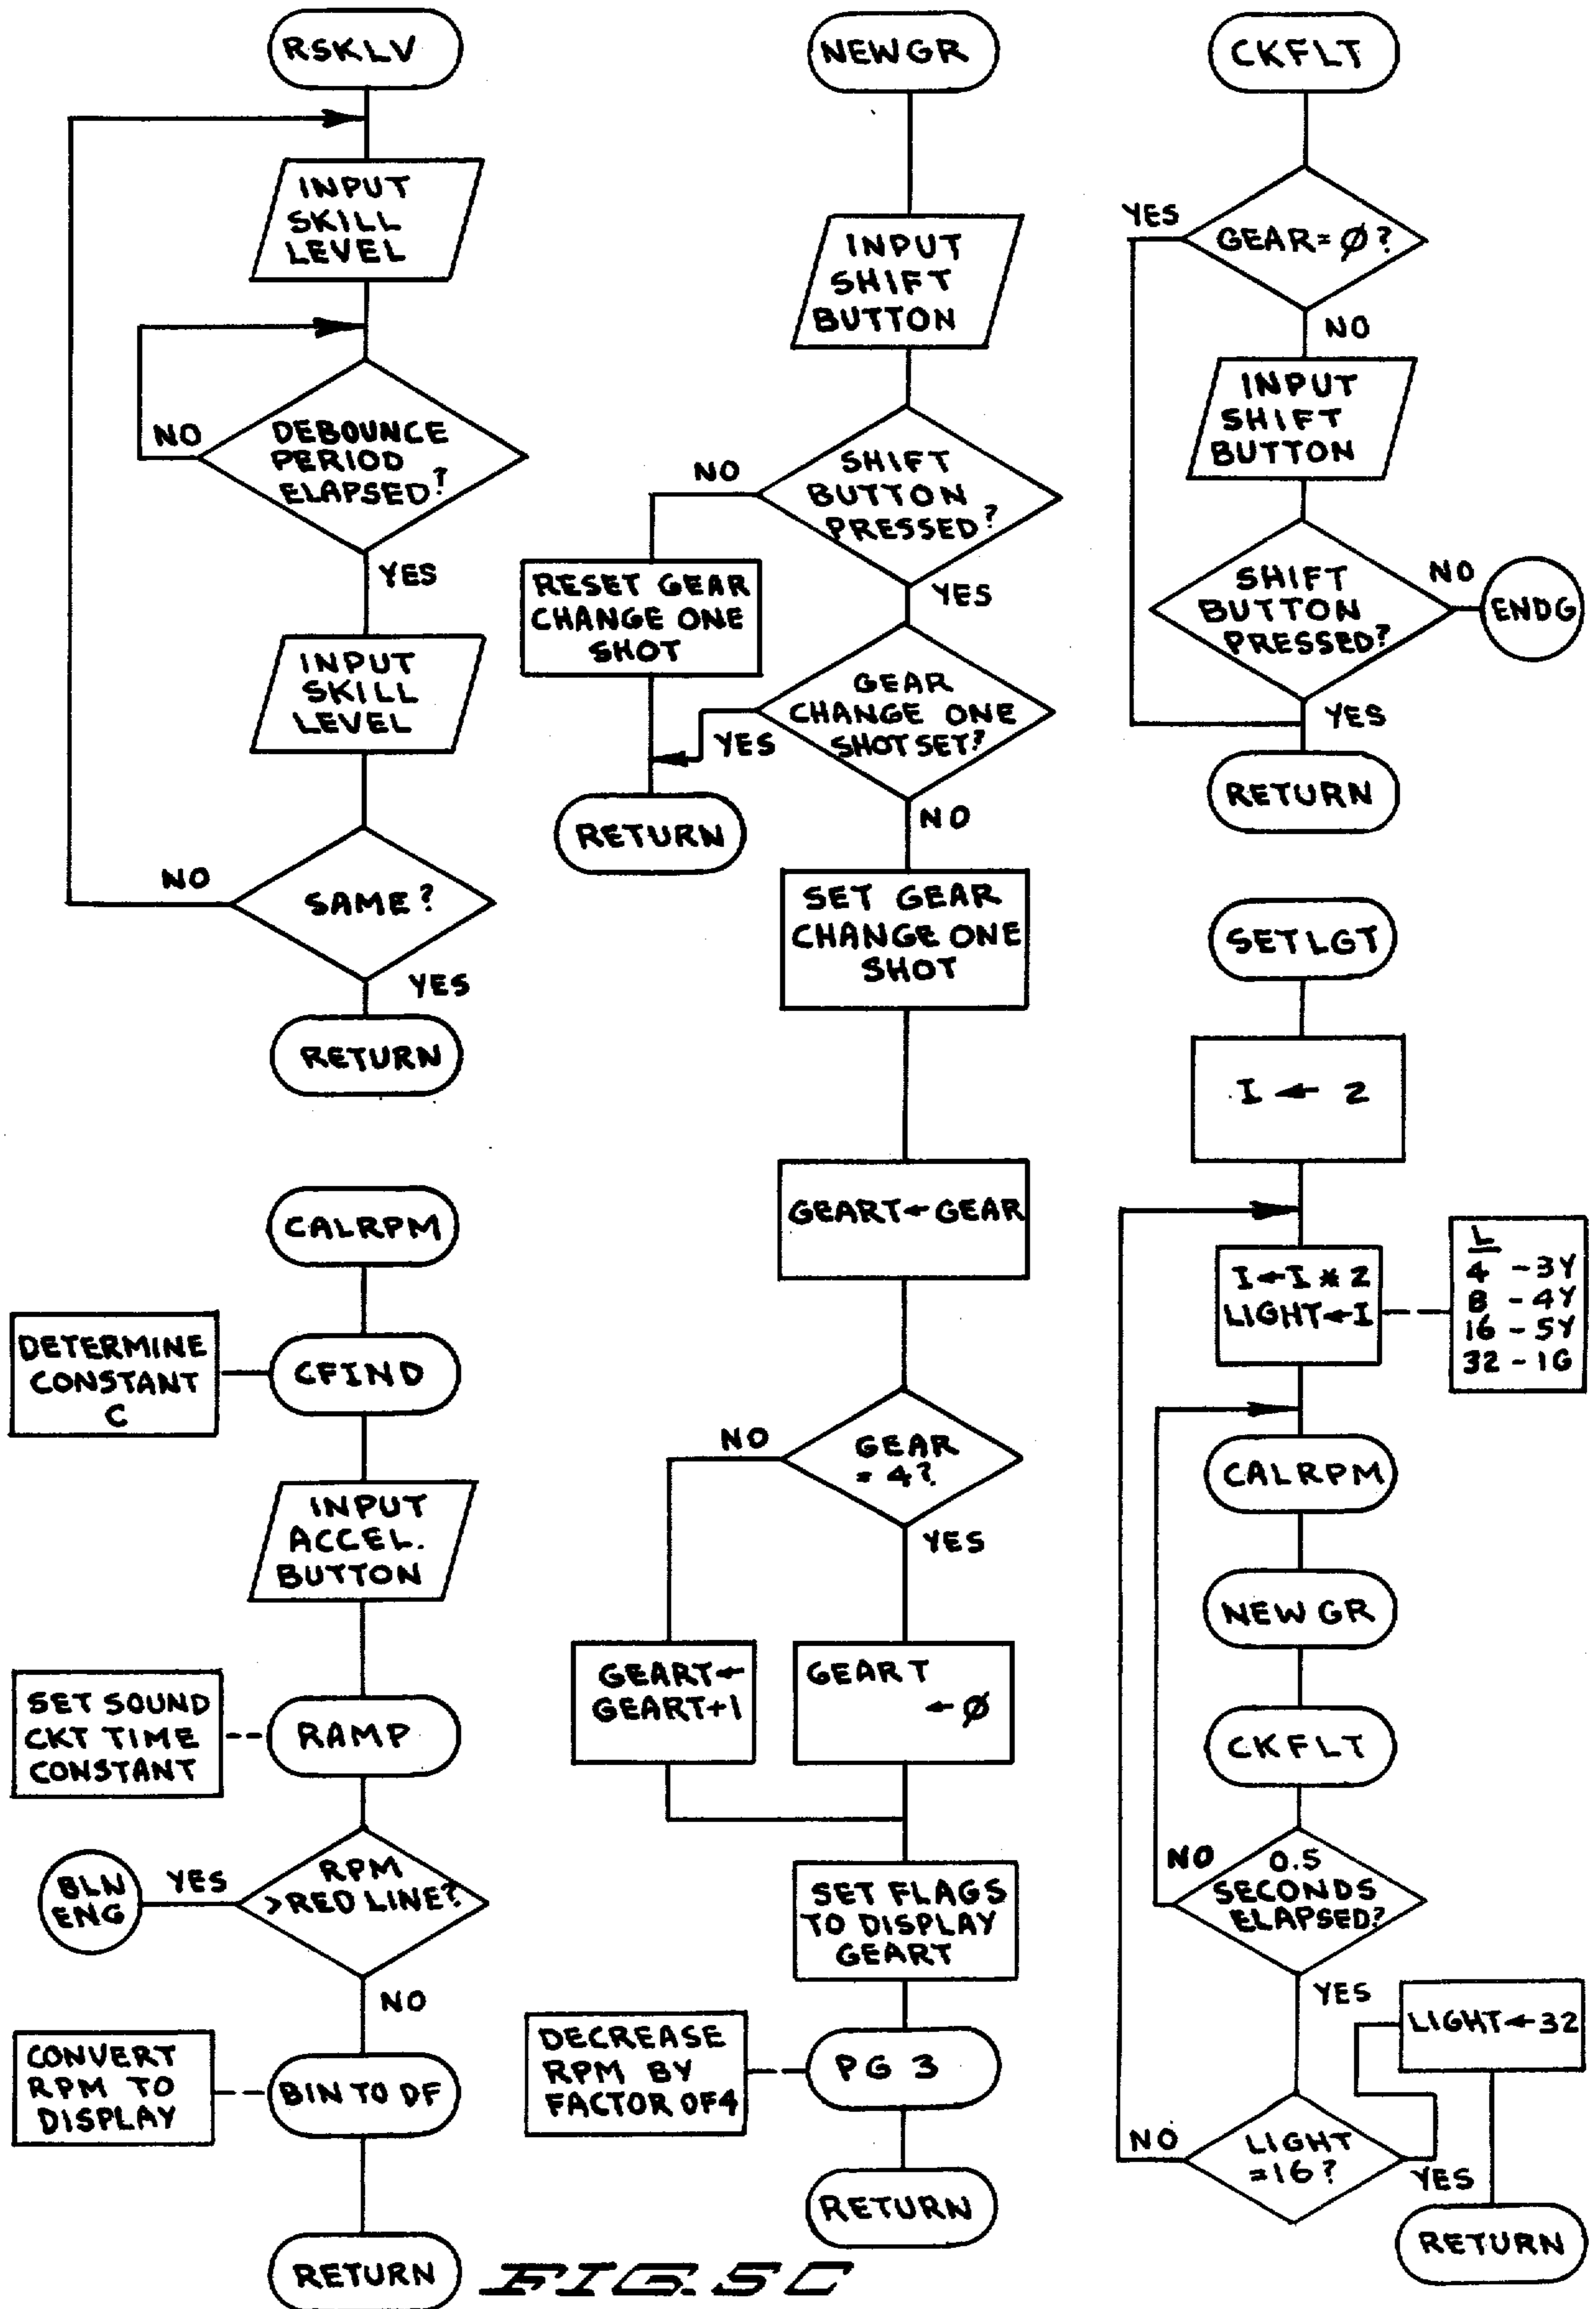 RSKLV
INPUT
SKILL
LEVEL
NO
DEBOUNCE
PERIOD
ELAPSED?
YES
INPUT
SKILL
LEVEL
NO
SAME?
YES
RETURN
CALRPM
DETERMINE
CONSTANT
C
CFIND
INPUT
ACCEL.
BUTTON
SET SOUND
CKT TIME
CONSTANT
RAMP
BLN
ENG
YES
RPM
>RED LINE?
NO
CONVERT
RPM TO
DISPLAY
BIN TO DF
RETURN
NEWGR
INPUT
SHIFT
BUTTON
NO
SHIFT
BUTTON
PRESSED?
YES
RESET GEAR
CHANGE ONE
SHOT
GEAR
CHANGE ONE
SHOT SET?
YES
RETURN
NO
SET GEAR
CHANGE ONE
SHOT
GEART←GEAR
NO
GEAR
= 4?
YES
GEART←
GEART+1
GEART
←Ø
SET FLAGS
TO DISPLAY
GEART
DECREASE
RPM BY
FACTOR OF 4
PG 3
RETURN
CKFLT
YES
GEAR=Ø?
NO
INPUT
SHIFT
BUTTON
SHIFT
BUTTON
PRESSED?
NO
ENDG
YES
RETURN
SETLGT
I ← 2
I←I*2
LIGHT←I
L
4 -3Y
8 -4Y
16 -5Y
32 -1G
CALRPM
NEWGR
CKFLT
NO
0.5
SECONDS
ELAPSED?
YES
LIGHT←32
NO
LIGHT
=16?
YES
RETURN
FIG. 5C